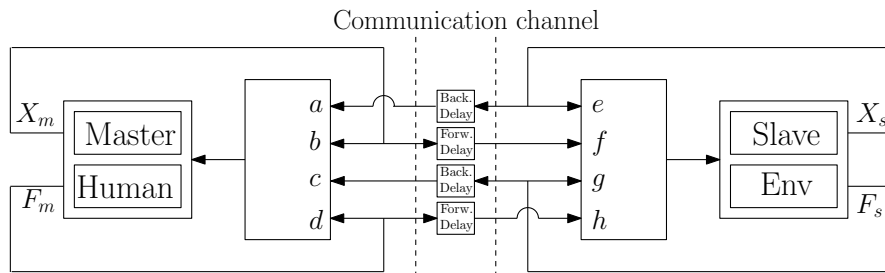 Communication channel
X_m
Master
Human
F_m
a
b
c
d
Back.
Delay
Forw.
Delay
Back.
Delay
Forw.
Delay
e
f
g
h
Slave
Env
X_s
F_s